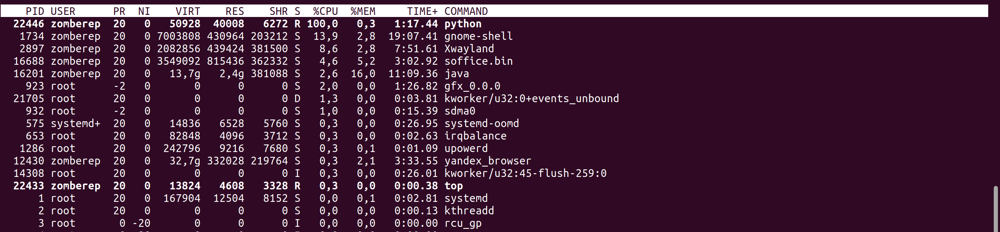 PID USER PR NI VIRT RES SHR S %CPU %MEM TIME+ COMMAND
22446 zomberep 20 0 50928 40008 6272 R 100,0 0,3 1:17.44 python
1734 zomberep 20 0 7003808 430964 203212 S 13,9 2,8 19:07.41 gnome-shell
2897 zomberep 20 0 2082856 439424 381500 S 8,6 2,8 7:51.61 Xwayland
16688 zomberep 20 0 3549092 815436 362332 S 4,6 5,2 3:02.92 soffice.bin
16201 zomberep 20 0 13,7g 2,4g 381088 S 2,6 16,0 11:09.36 java
923 root -2 0 0 0 0 S 2,0 0,0 1:26.82 gfx_0.0.0
21705 root 20 0 0 0 0 D 1,3 0,0 0:03.81 kworker/u32:0+events_unbound
932 root -2 0 0 0 0 S 1,0 0,0 0:15.39 sdma0
575 systemd+ 20 0 14836 6528 5760 S 0,3 0,0 0:26.95 systemd-oomd
653 root 20 0 82848 4096 3712 S 0,3 0,0 0:02.63 irqbalance
1286 root 20 0 242796 9216 7680 S 0,3 0,1 0:01.09 upowerd
12430 zomberep 20 0 32,7g 332028 219764 S 0,3 2,1 3:33.55 yandex_browser
14308 root 20 0 0 0 0 I 0,3 0,0 0:26.01 kworker/u32:45-flush-259:0
22433 zomberep 20 0 13824 4608 3328 R 0,3 0,0 0:00.38 top
1 root 20 0 167904 12504 8152 S 0,0 0,1 0:02.81 systemd
2 root 20 0 0 0 0 S 0,0 0,0 0:00.13 kthreadd
3 root 0 -20 0 0 0 I 0,0 0,0 0:00.00 rcu_gp